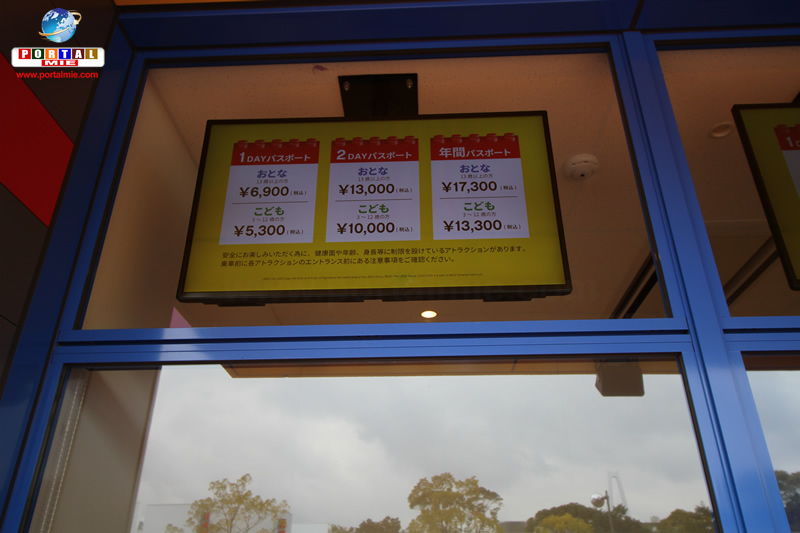 PORTAL
MIE
www.portalmie.com
1DAYパスポート
おとな
13歳以上の方
¥6,900(税込)
こども
3～12歳の方
¥5,300(税込)
2DAYパスポート
おとな
13歳以上の方
¥13,000(税込)
こども
3～12歳の方
¥10,000(税込)
年間パスポート
おとな
13歳以上の方
¥17,300(税込)
こども
3～12歳の方
¥13,300(税込)
安全にお楽しみいただく為に、健康面や年齢、身長等に制限を設けているアトラクションがあります。
乗車前に各アトラクションのエントランス前にある注意事項をご確認ください。